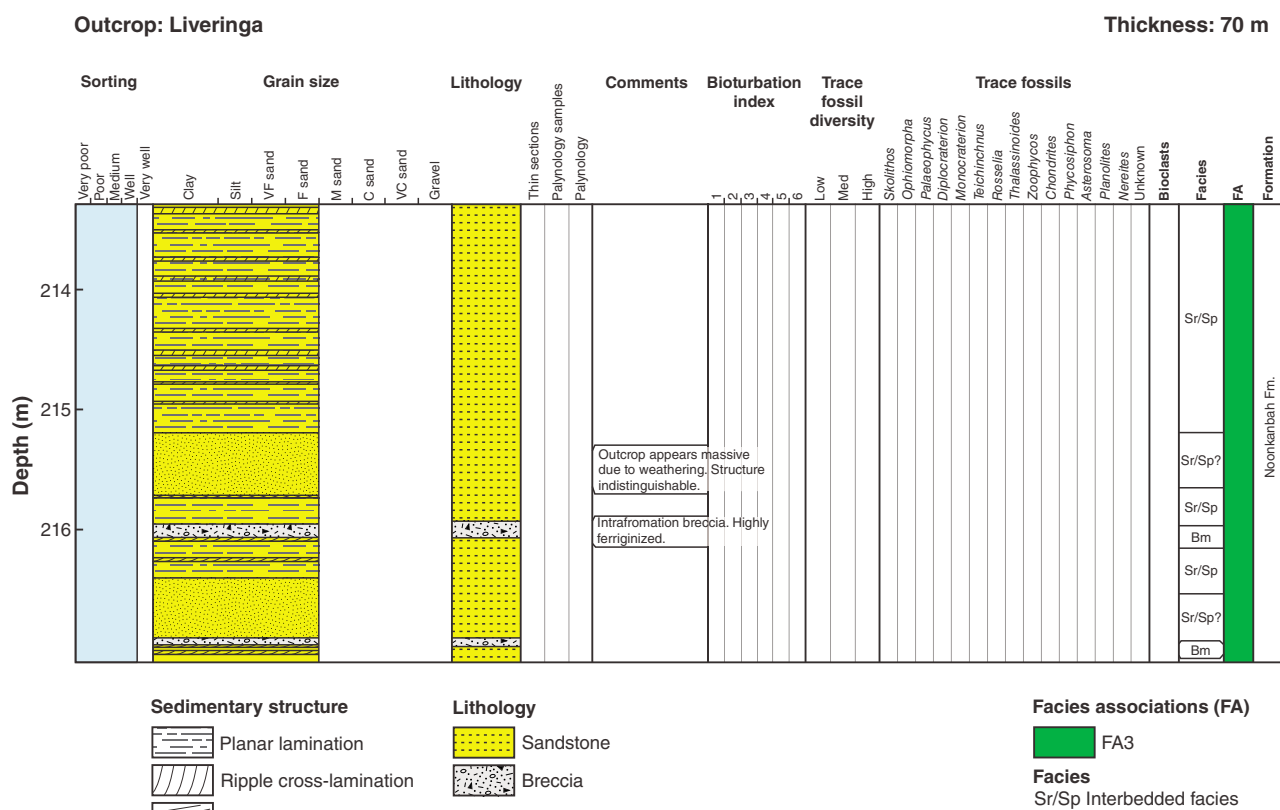 Outcrop: Liveringa
Thickness: 70 m
Sorting
Grain size
Lithology
Comments
Bioturbation
index
Trace
fossil
diversity
Trace fossils
Very poor
Poor
Medium
Well
Very well
Clay
Silt
VF sand
F sand
M sand
C sand
VC sand
Gravel
Thin sections
Palynology samples
Palynology
1
2
3
4
5
6
Low
Med
High
Skolithos
Ophiomorpha
Palaeophycus
Diplocraterion
Monocraterion
Teichichnus
Rosselia
Thalassinoides
Zoophycos
Chondrites
Phycosiphon
Asterosoma
Planolites
Nereites
Unknown
Bioclasts
Facies
FA
Formation
Depth (m)
214
215
216
Outcrop appears massive
due to weathering. Structure
indistinguishable.
Intrafromation breccia. Highly
ferriginized.
Sr/Sp
Sr/Sp?
Sr/Sp
Bm
Sr/Sp
Sr/Sp?
Bm
Noonkanbah Fm.
Sedimentary structure
Planar lamination
Ripple cross-lamination
Lithology
Sandstone
Breccia
Facies associations (FA)
FA3
Facies
Sr/Sp Interbedded facies